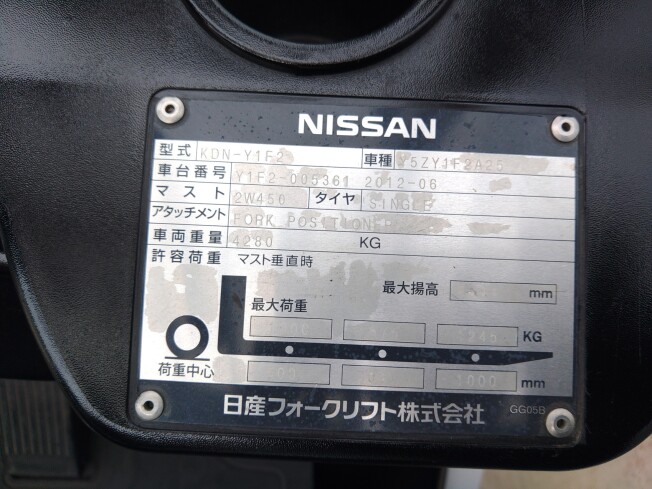 NISSAN
型式 KDN-Y1F2 車種 Y5ZY1F2A25
車台番号 Y1F2-005361 2012-06
マスト 2W450 タイヤ SINGLE
アタッチメント FORK POSITIONER
車両重量 4280 KG
許容荷重 マスト垂直時
最大揚高 mm
最大荷重
KG
荷重中心 1000 mm
日産フォークリフト株式会社 GG05B